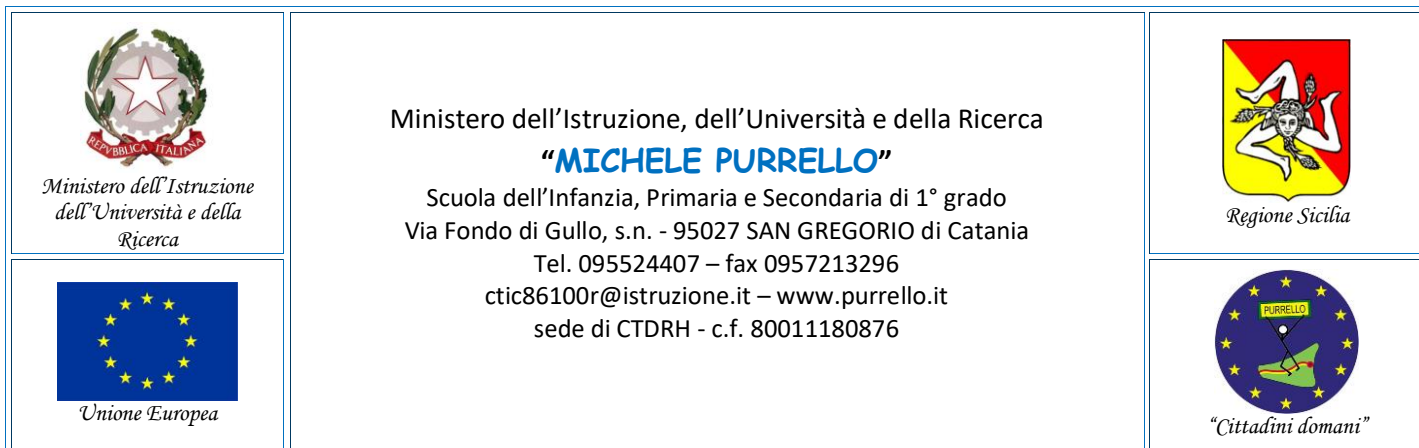 REPVBBLICA ITALIANA
Ministero dell'Istruzione
dell'Università e della
Ricerca
Unione Europea
Ministero dell'Istruzione, dell'Università e della Ricerca
“MICHELE PURRELLO”
Scuola dell'Infanzia, Primaria e Secondaria di 1° grado
Via Fondo di Gullo, s.n. - 95027 SAN GREGORIO di Catania
Tel. 095524407 – fax 0957213296
ctic86100r@istruzione.it – www.purrello.it
sede di CTDRH - c.f. 80011180876
Regione Sicilia
PURRELLO
“Cittadini domani”